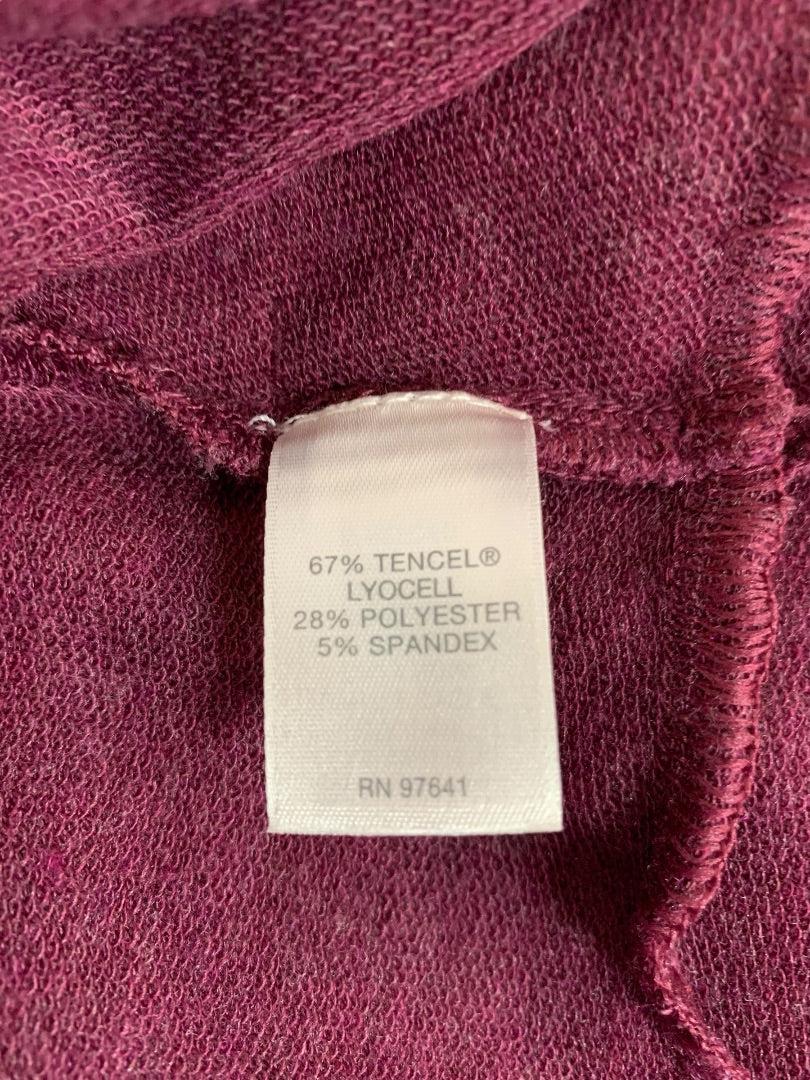 67% TENCEL®
LYOCELL
28% POLYESTER
5% SPANDEX
RN 97641